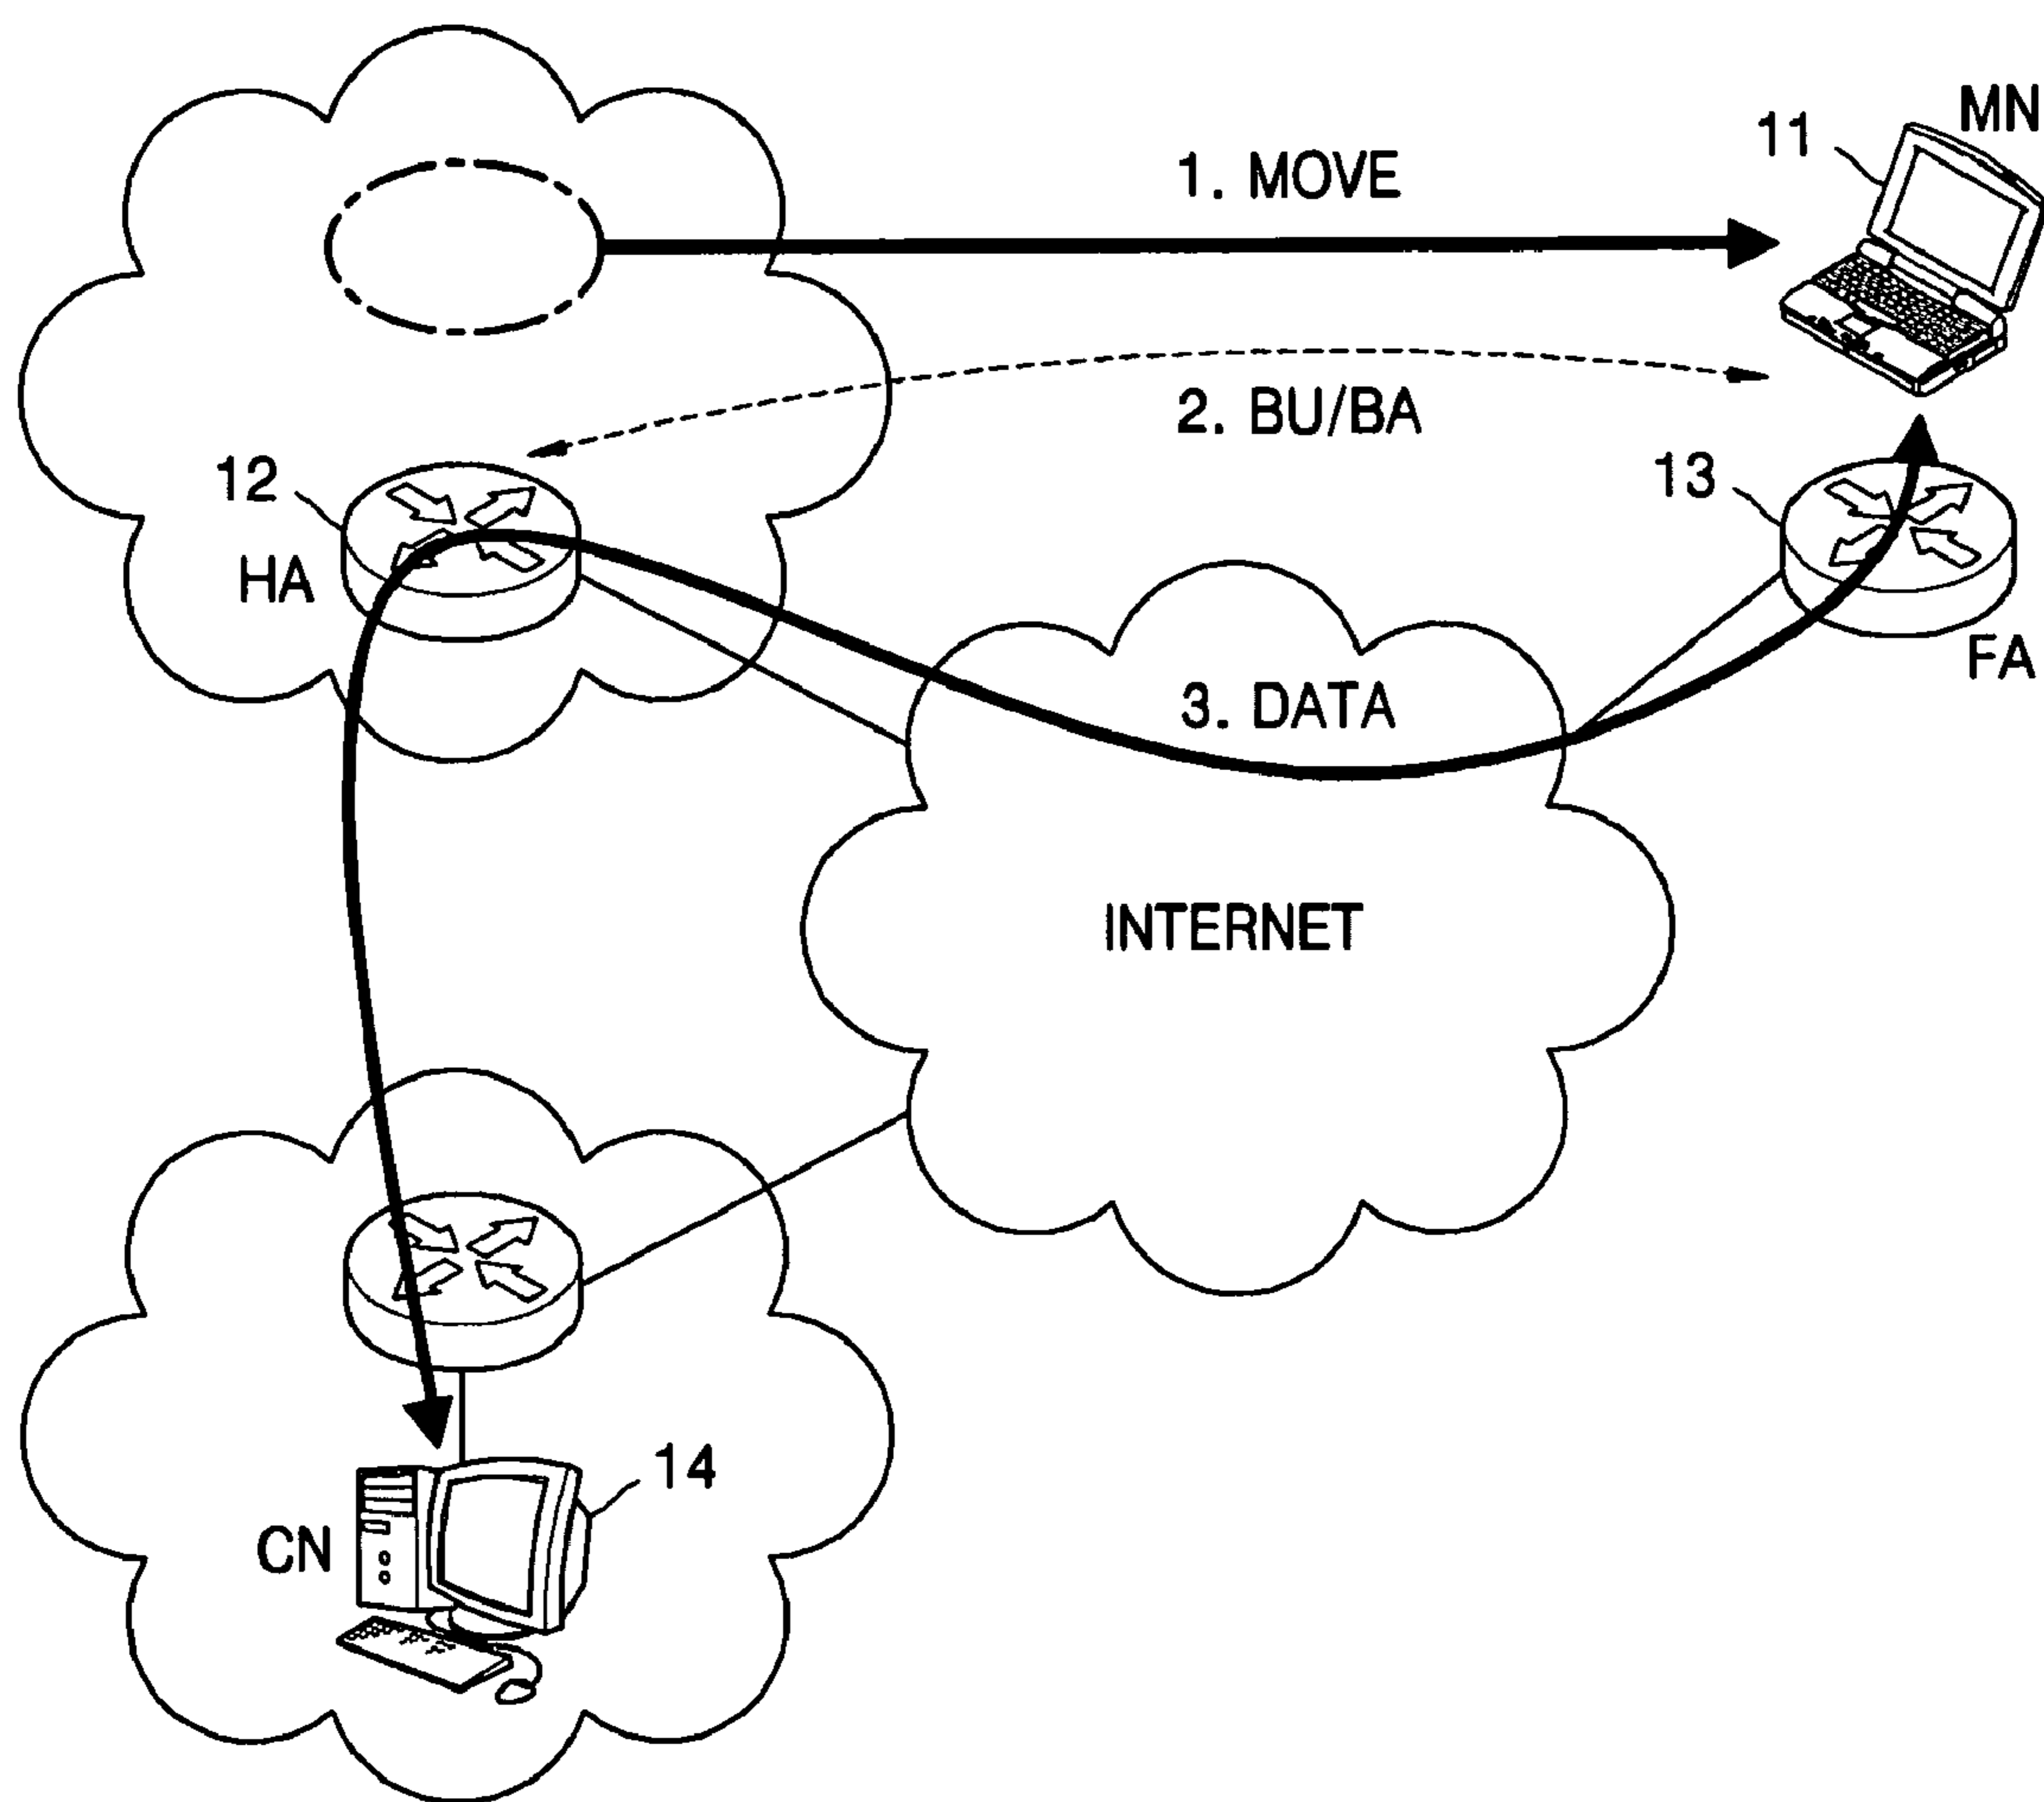 MN
11
1. MOVE
2. BU/BA
12
13
HA
FA
3. DATA
INTERNET
14
CN